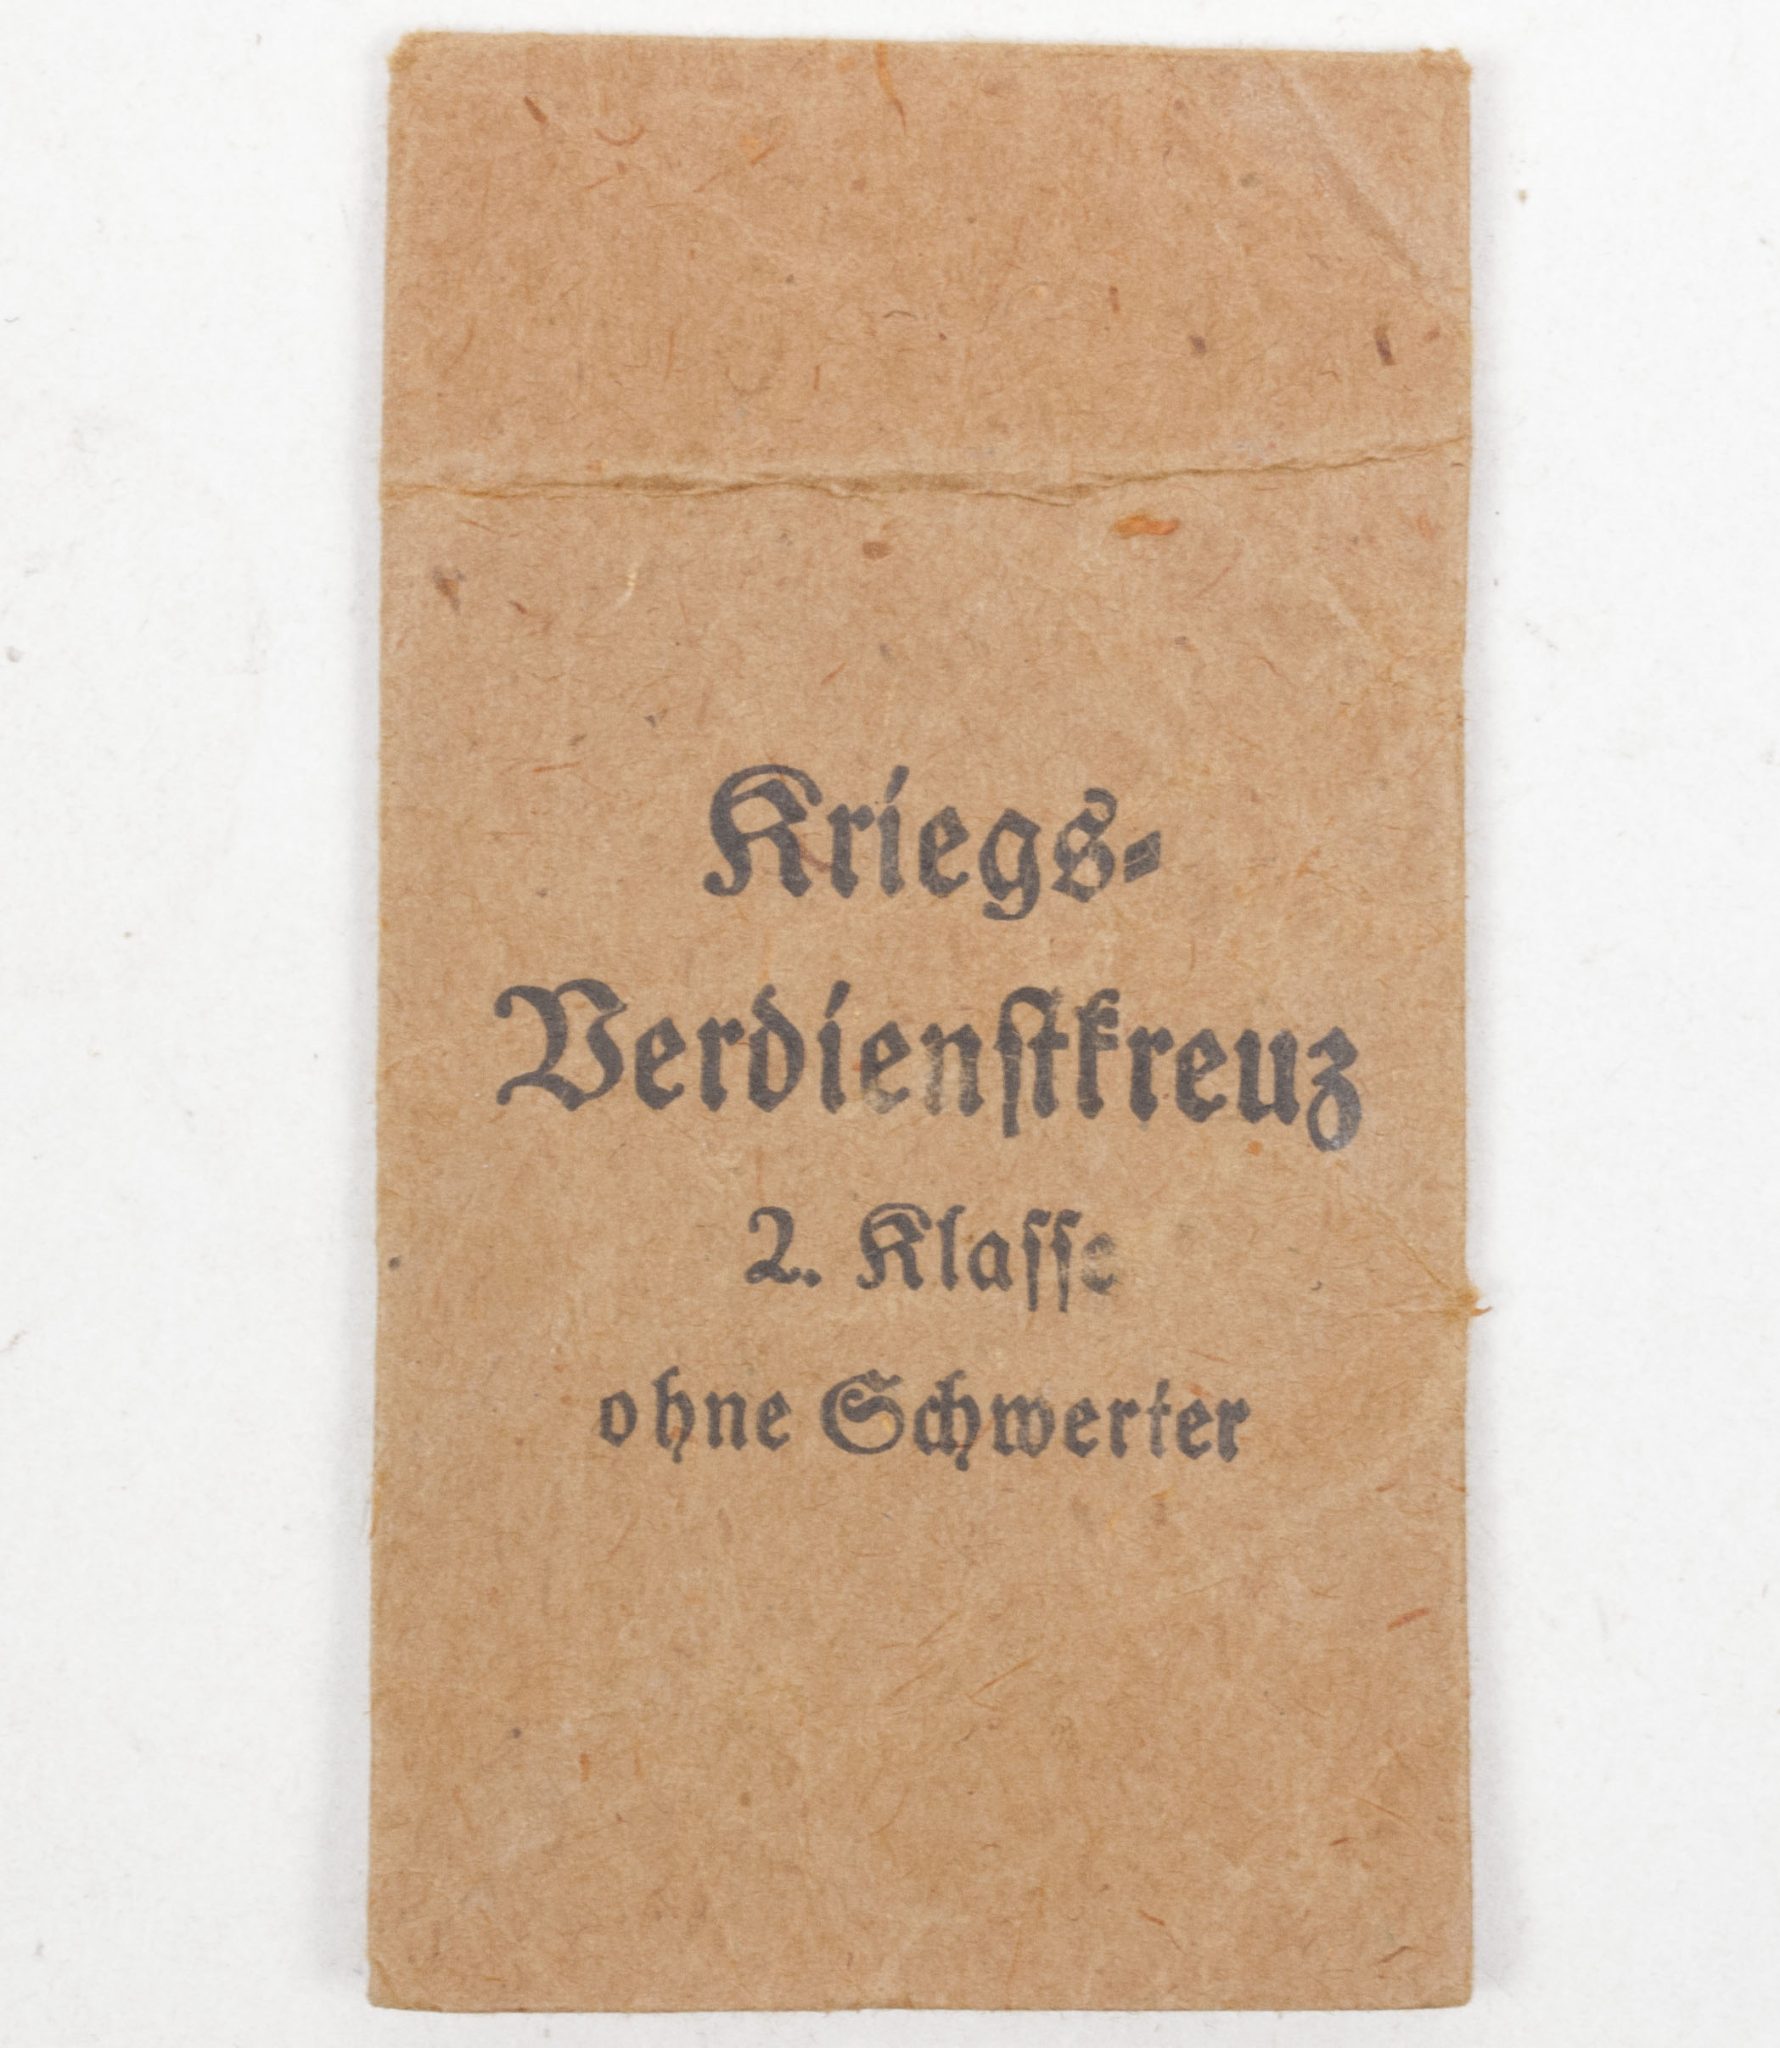 Kriegs-
Verdienstkreuz
2. Klasse
ohne Schwerter